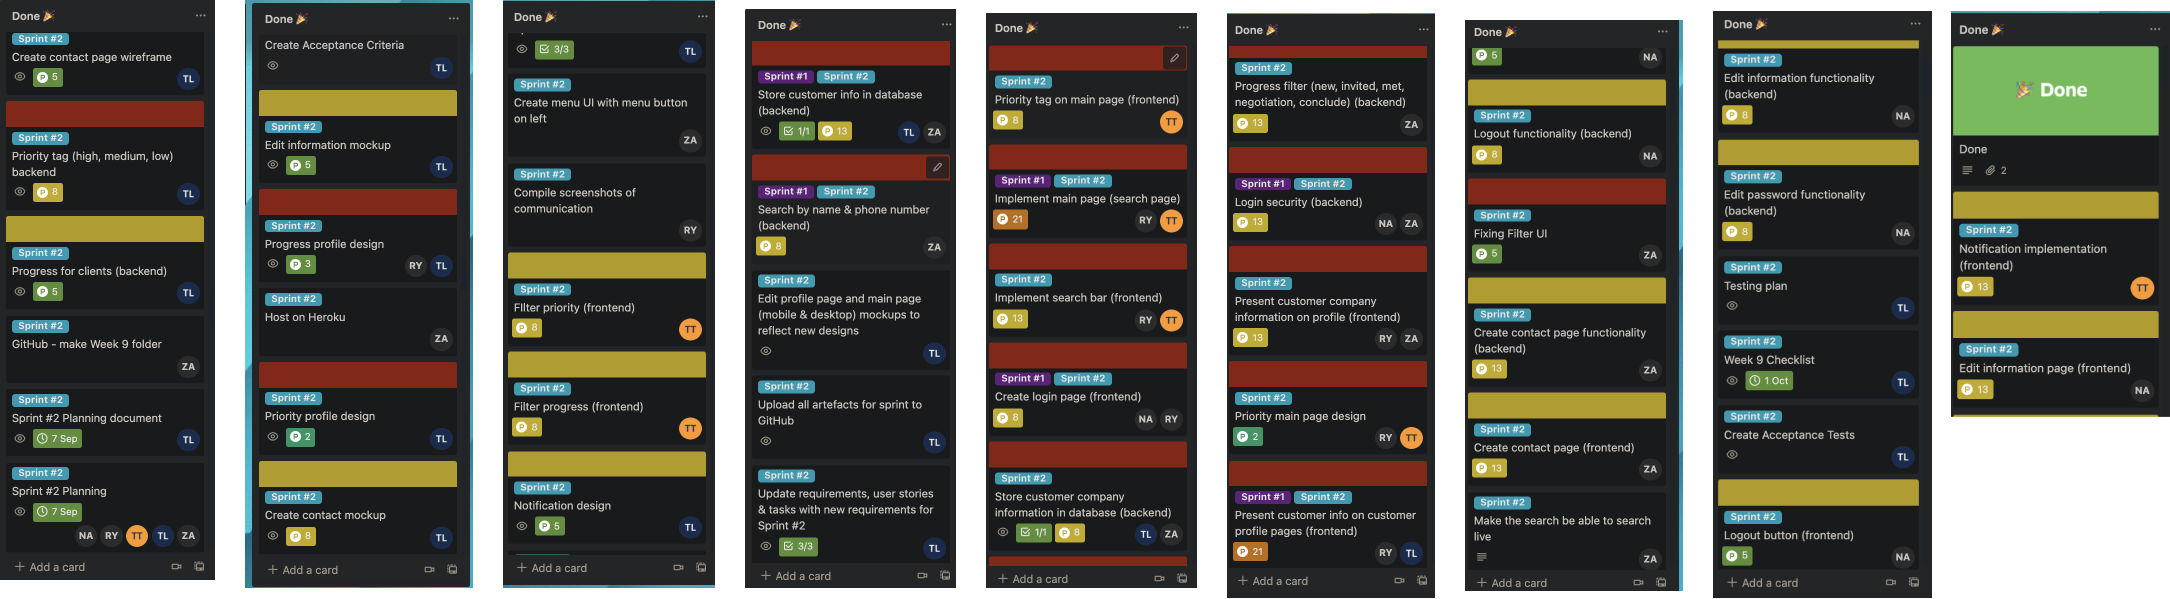 Done 🎉
Sprint #2
Create contact page wireframe
5
TL
Sprint #2
Priority tag (high, medium, low)
backend
8
TL
Sprint #2
Progress for clients (backend)
5
TL
Sprint #2
GitHub - make Week 9 folder
ZA
Sprint #2
Sprint #2 Planning document
7 Sep
TL
Sprint #2
Sprint #2 Planning
7 Sep
NA RY TT TL ZA
+ Add a card
Done 🎉
Create Acceptance Criteria
TL
Sprint #2
Edit information mockup
5
TL
Sprint #2
Progress profile design
3
RY TL
Sprint #2
Host on Heroku
ZA
Sprint #2
Priority profile design
2
TL
Sprint #2
Create contact mockup
8
TL
+ Add a card
Done 🎉
3/3
TL
Sprint #2
Create menu UI with menu button
on left
ZA
Sprint #2
Compile screenshots of
communication
RY
Sprint #2
FIlter priority (frontend)
8
TT
Sprint #2
Filter progress (frontend)
8
TT
Sprint #2
Notification design
5
TL
+ Add a card
Done 🎉
Sprint #1 Sprint #2
Store customer info in database
(backend)
1/1 13
TL ZA
Sprint #1 Sprint #2
Search by name & phone number
(backend)
8
ZA
Sprint #2
Edit profile page and main page
(mobile & desktop) mockups to
reflect new designs
TL
Sprint #2
Upload all artefacts for sprint to
GitHub
TL
Sprint #2
Update requirements, user stories
& tasks with new requirements for
Sprint #2
3/3
TL
+ Add a card
Done 🎉
Sprint #2
Priority tag on main page (frontend)
8
TT
Sprint #1 Sprint #2
Implement main page (search page)
21
RY TT
Sprint #2
Implement search bar (frontend)
13
RY TT
Sprint #1 Sprint #2
Create login page (frontend)
8
NA RY
Sprint #2
Store customer company
information in database (backend)
1/1 8
TL ZA
+ Add a card
Done 🎉
Sprint #2
Progress filter (new, invited, met,
negotiation, conclude) (backend)
13
ZA
Sprint #1 Sprint #2
Login security (backend)
13
NA ZA
Sprint #2
Present customer company
information on profile (frontend)
13
RY ZA
Sprint #2
Priority main page design
2
RY TT
Sprint #1 Sprint #2
Present customer info on customer
profile pages (frontend)
21
RY TL
+ Add a card
Done 🎉
5
NA
Sprint #2
Logout functionality (backend)
8
NA
Sprint #2
Fixing Filter UI
5
ZA
Sprint #2
Create contact page functionality
(backend)
13
ZA
Sprint #2
Create contact page (frontend)
13
ZA
Sprint #2
Make the search be able to search
live
ZA
+ Add a card
Done 🎉
Sprint #2
Edit information functionality
(backend)
8
NA
Sprint #2
Edit password functionality
(backend)
8
NA
Sprint #2
Testing plan
TL
Sprint #2
Week 9 Checklist
1 Oct
TL
Sprint #2
Create Acceptance Tests
TL
Sprint #2
Logout button (frontend)
5
NA
+ Add a card
Done 🎉
🎉 Done
Done
2
Sprint #2
Notification implementation
(frontend)
13
TT
Sprint #2
Edit information page (frontend)
13
NA